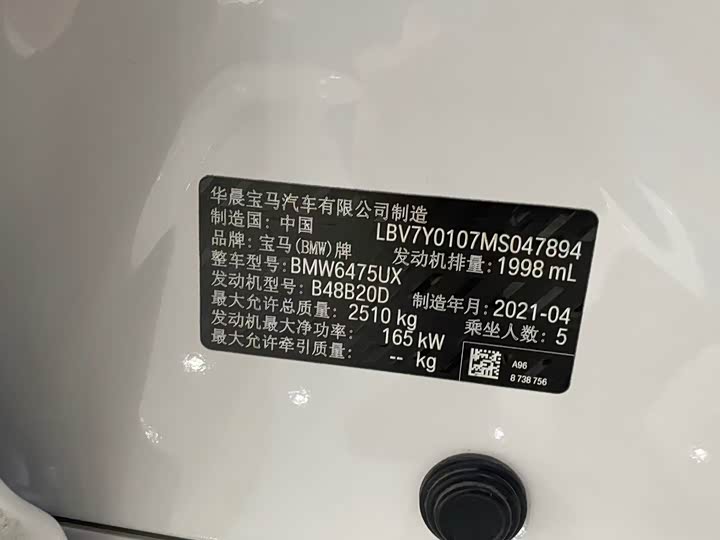 华晨宝马汽车有限公司制造
制造国: 中国 LBV7Y0107MS047894
品牌: 宝马(BMW)牌 发动机排量: 1998 mL
整车型号: BMW6475UX
发动机型号: B48B20D 制造年月: 2021-04
最大允许总质量: 2510 kg 乘坐人数: 5
发动机最大净功率: 165 kW
最大允许牵引质量: -- kg
A96
8 738 756